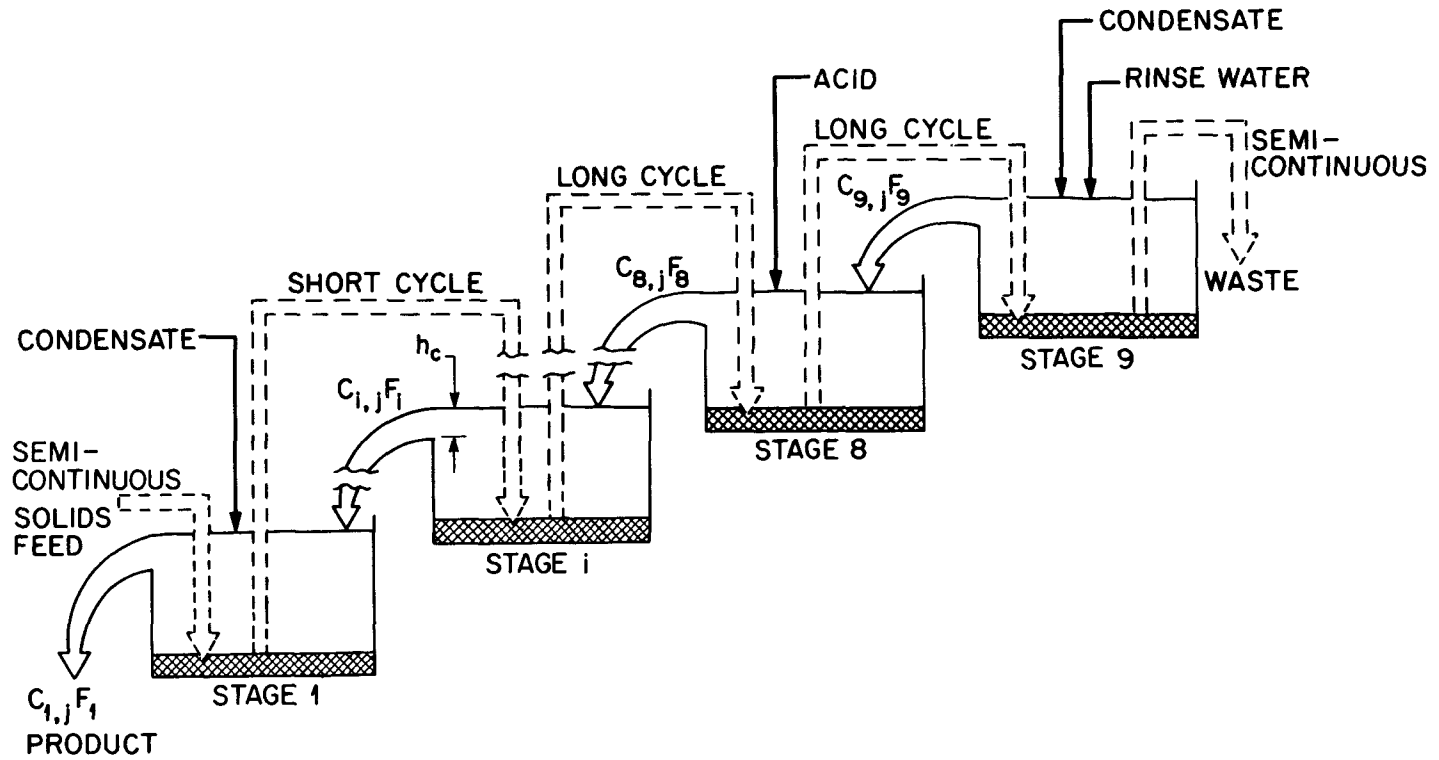 CONDENSATE
ACID
RINSE WATER
LONG CYCLE
SEMI-
CONTINUOUS
LONG CYCLE
C9,jF9
C8,jF8
WASTE
SHORT CYCLE
STAGE 9
CONDENSATE
hc
Ci,jFi
STAGE 8
SEMI-
CONTINUOUS
SOLIDS
FEED
STAGE i
STAGE 1
C1,jF1
PRODUCT